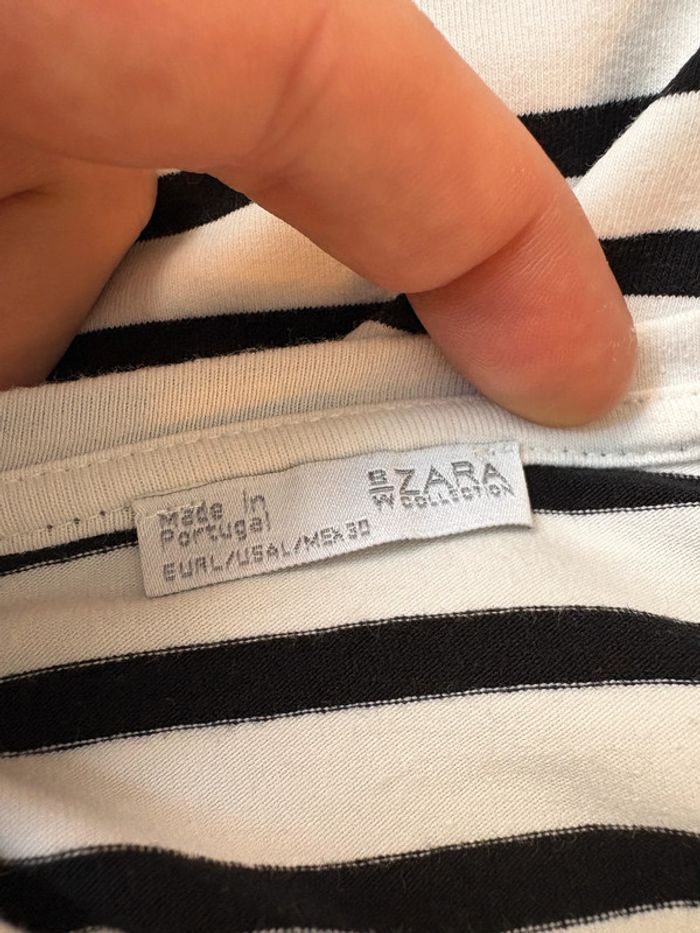 B/W ZARA
COLLECTION
Made in
Portugal
EUR L/USA L/MEX 30